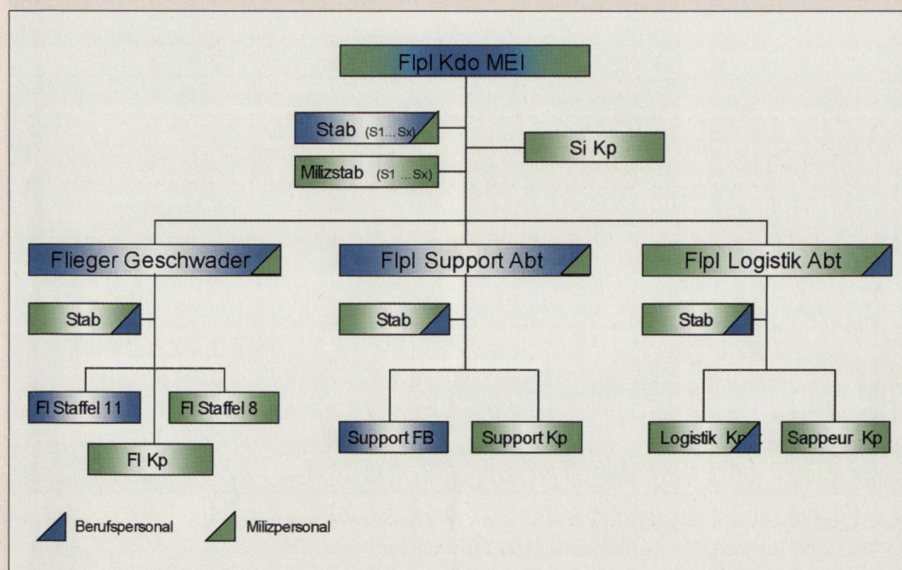 Flpl Kdo MEI
Stab (S1...Sx)
Milizstab (S1 ...Sx)
Si Kp
Flieger Geschwader
Flpl Support Abt
Flpl Logistik Abt
Stab
Stab
Stab
Fl Staffel 11
Fl Staffel 8
Fl Kp
Support FB
Support Kp
Logistik Kp
Sappeur Kp
Berufspersonal
Milizpersonal